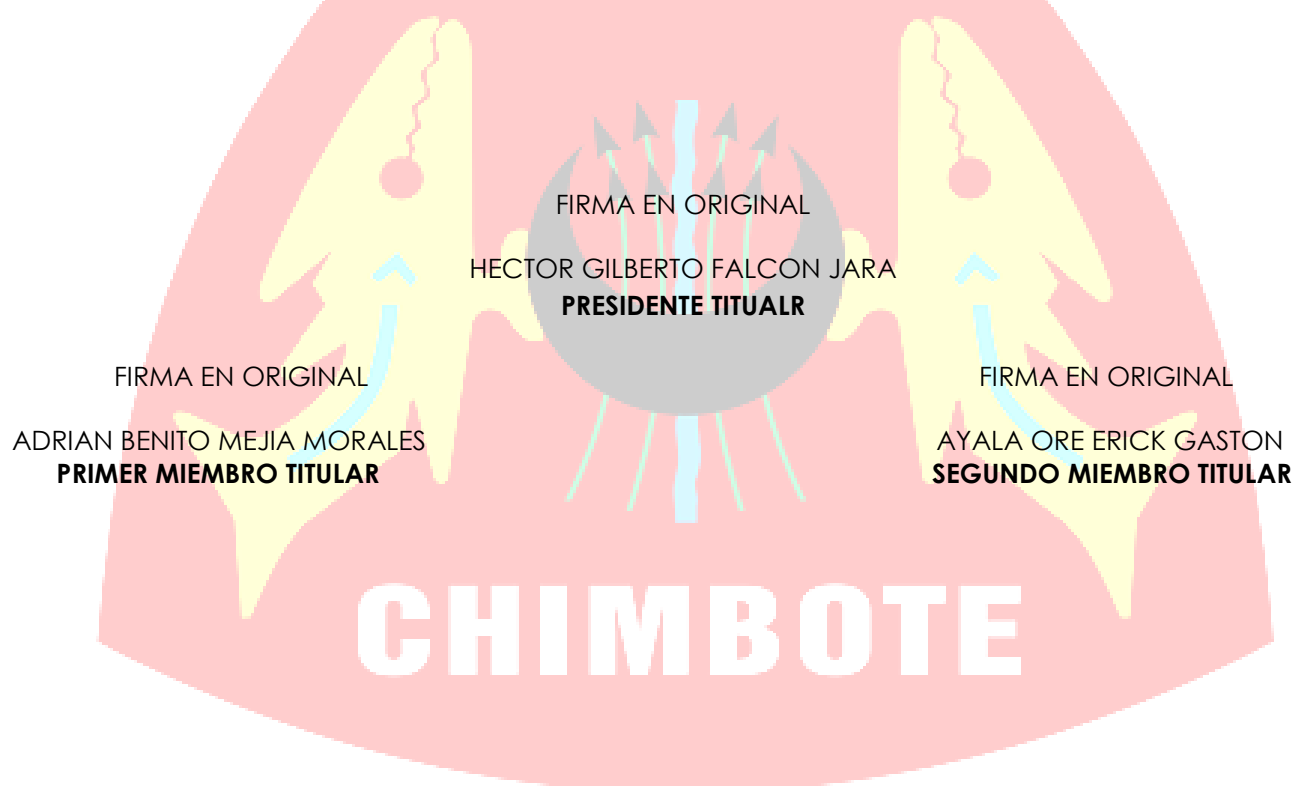 FIRMA EN ORIGINAL
HECTOR GILBERTO FALCON JARA
PRESIDENTE TITUALR
FIRMA EN ORIGINAL
ADRIAN BENITO MEJIA MORALES
PRIMER MIEMBRO TITULAR
FIRMA EN ORIGINAL
AYALA ORE ERICK GASTON
SEGUNDO MIEMBRO TITULAR
CHIMBOTE